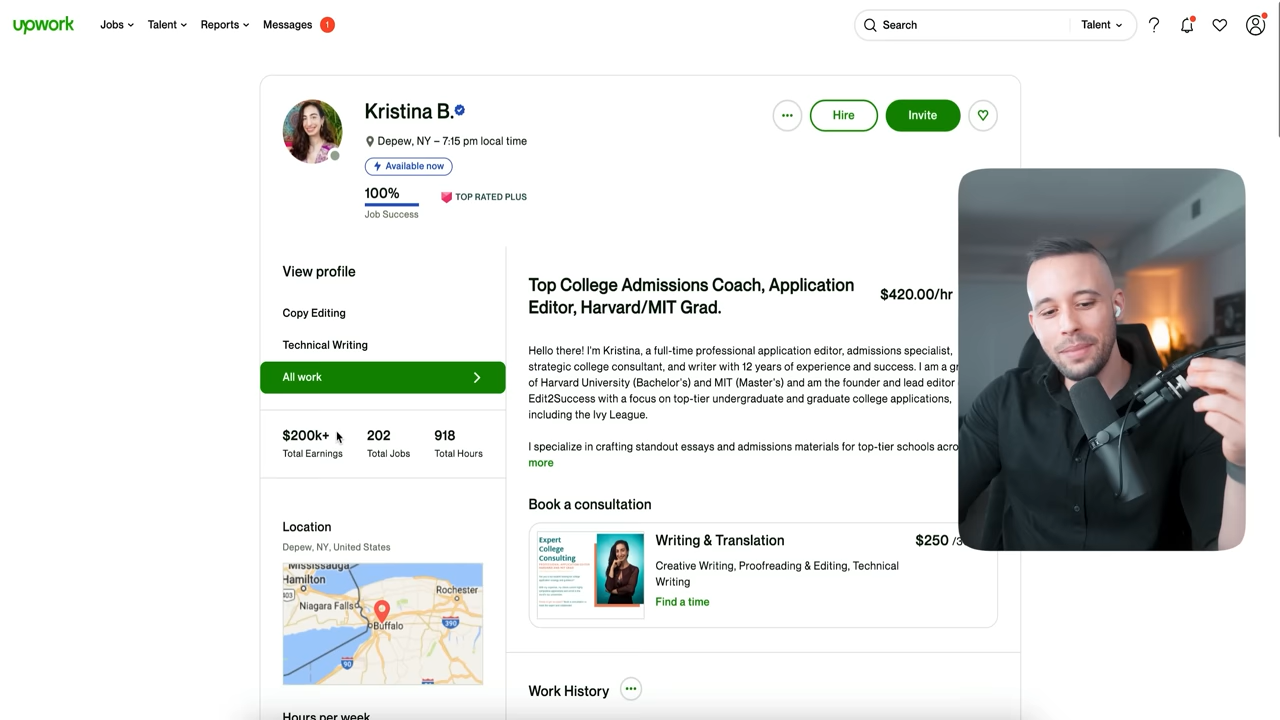 upwork
Jobs
Talent
Reports
Messages
1
Search
Talent
Kristina B.
Depew, NY – 7:15 pm local time
Available now
100%
Job Success
TOP RATED PLUS
Hire
Invite
View profile
Copy Editing
Technical Writing
All work
$200k+
Total Earnings
202
Total Jobs
918
Total Hours
Location
Depew, NY, United States
Mississauga
Hamilton
403
Niagara Falls
Rochester
Buffalo
390
90
Hours per week
Top College Admissions Coach, Application
Editor, Harvard/MIT Grad.
$420.00/hr
Hello there! I'm Kristina, a full-time professional application editor, admissions specialist,
strategic college consultant, and writer with 12 years of experience and success. I am a
of Harvard University (Bachelor's) and MIT (Master's) and am the founder and lead editor
Edit2Success with a focus on top-tier undergraduate and graduate college applications,
including the Ivy League.
I specialize in crafting standout essays and admissions materials for top-tier schools
more
Book a consultation
Expert
College
Consulting
Writing & Translation
$250
Creative Writing, Proofreading & Editing, Technical
Writing
Find a time
Work History